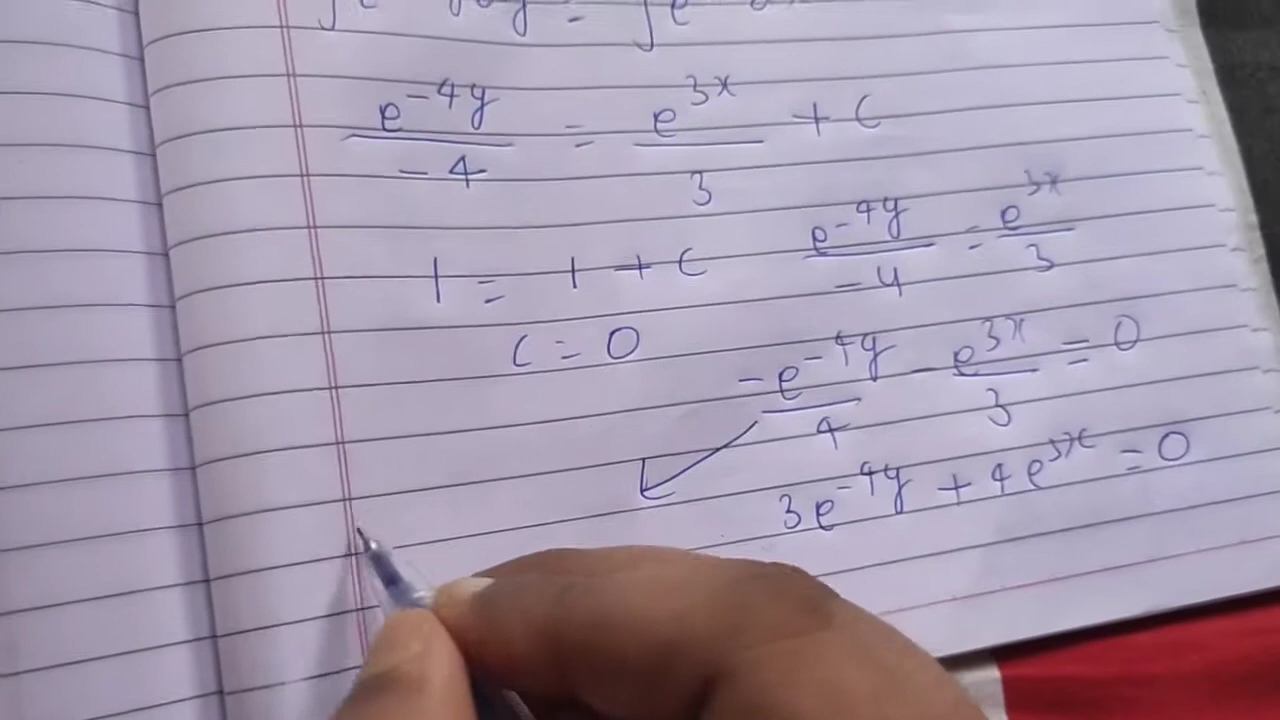 e^{-4y}/-4 = e^{3x}/3 + c
1 = 1 + c
c = 0
e^{-4y}/-4 = e^{3x}/3
-e^{-4y}/4 - e^{3x}/3 = 0
3e^{-4y} + 4e^{3x} = 0